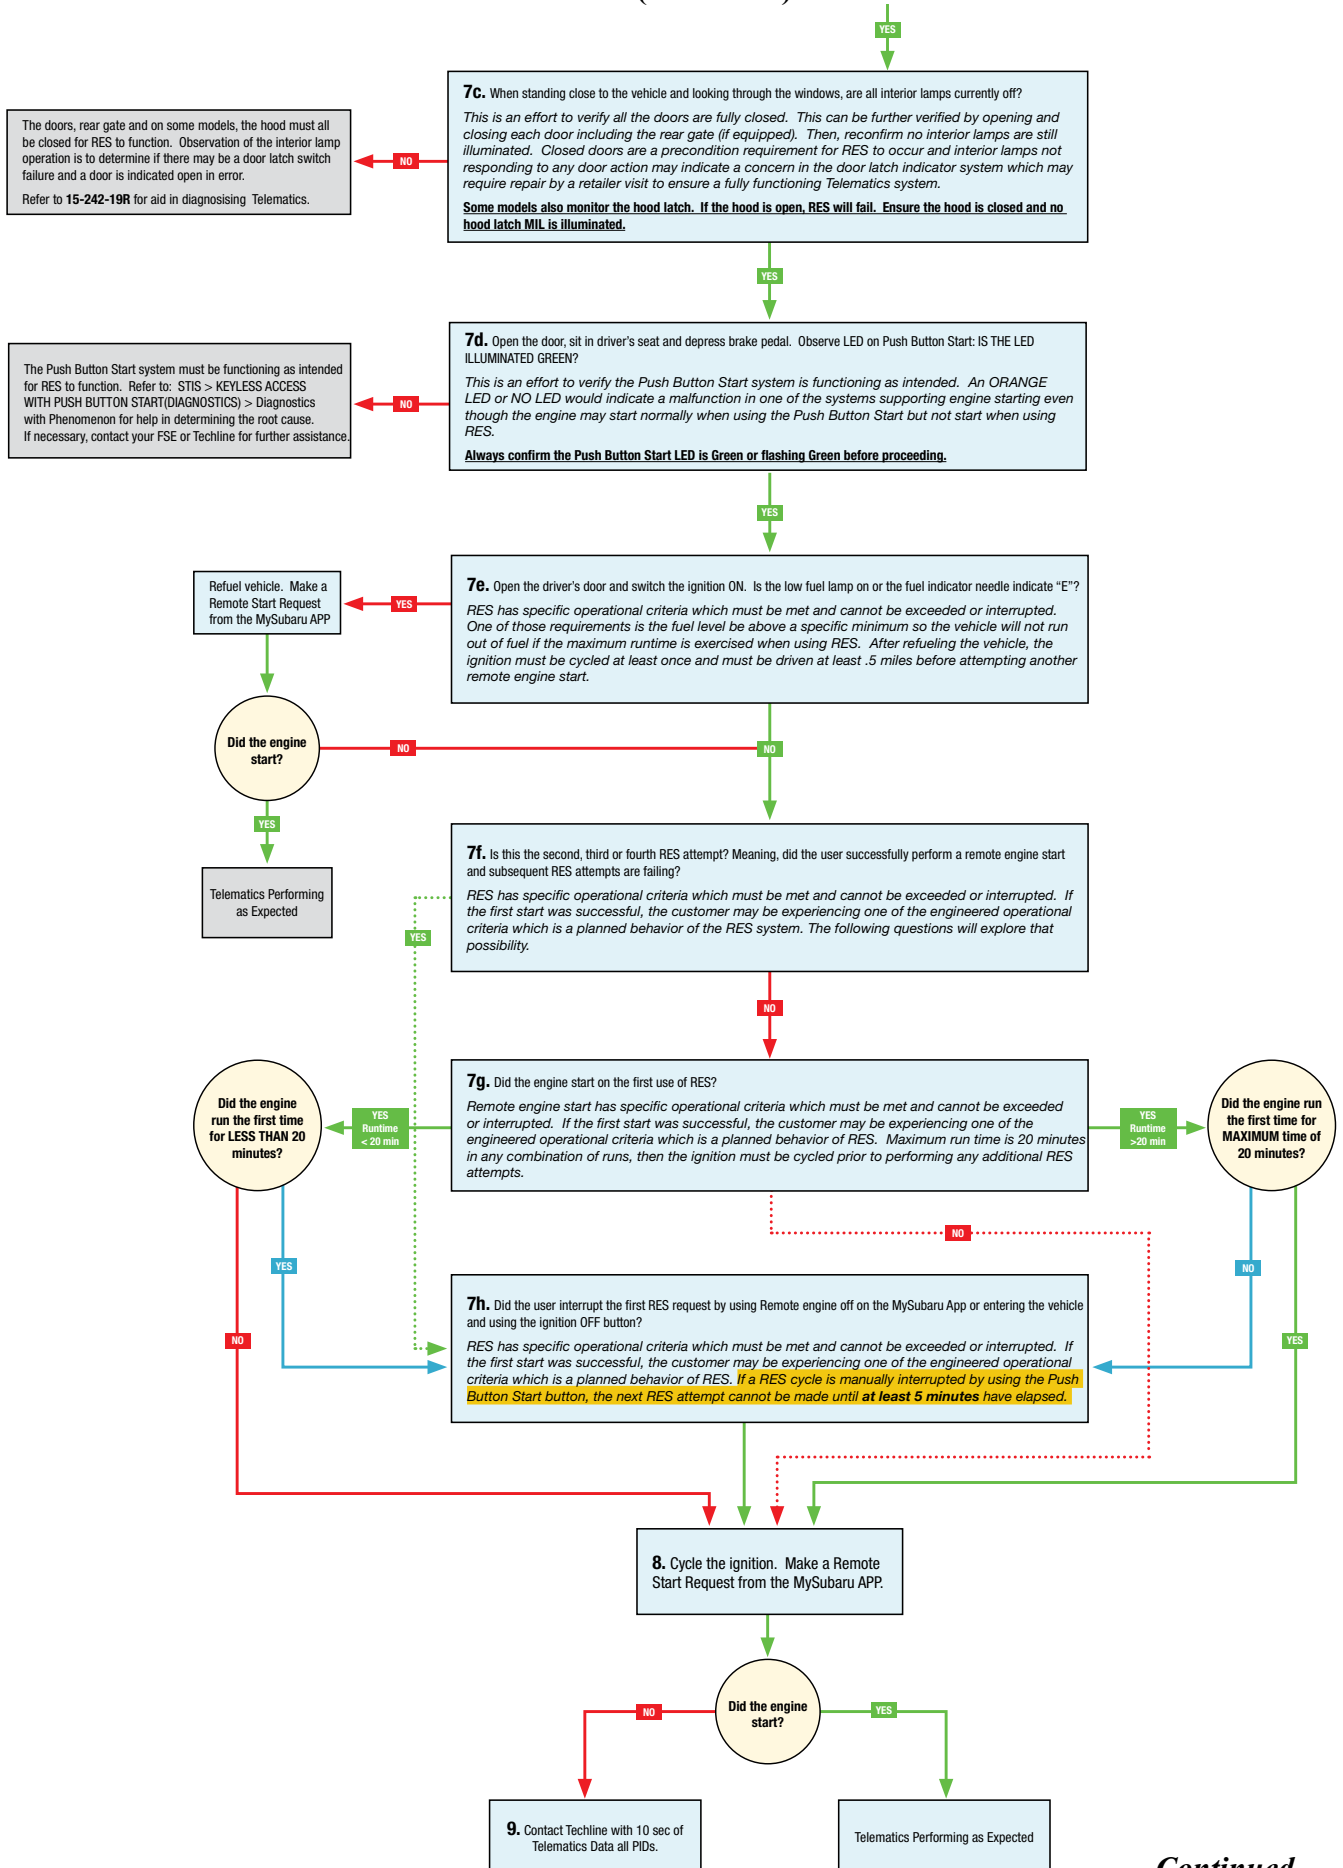 YES
7c. When standing close to the vehicle and looking through the windows, are all interior lamps currently off?
This is an effort to verify all the doors are fully closed. This can be further verified by opening and
closing each door including the rear gate (if equipped). Then, reconfirm no interior lamps are still
illuminated. Closed doors are a precondition requirement for RES to occur and interior lamps not
responding to any door action may indicate a concern in the door latch indicator system which may
require repair by a retailer visit to ensure a fully functioning Telematics system.
Some models also monitor the hood latch. If the hood is open, RES will fail. Ensure the hood is closed and no
hood latch MIL is illuminated.
NO
The doors, rear gate and on some models, the hood must all
be closed for RES to function. Observation of the interior lamp
operation is to determine if there may be a door latch switch
failure and a door is indicated open in error.
Refer to 15-242-19R for aid in diagnosising Telematics.
YES
7d. Open the door, sit in driver's seat and depress brake pedal. Observe LED on Push Button Start: IS THE LED
ILLUMINATED GREEN?
This is an effort to verify the Push Button Start system is functioning as intended. An ORANGE
LED or NO LED would indicate a malfunction in one of the systems supporting engine starting even
though the engine may start normally when using the Push Button Start but not start when using
RES.
Always confirm the Push Button Start LED is Green or flashing Green before proceeding.
NO
The Push Button Start system must be functioning as intended
for RES to function. Refer to: STIS > KEYLESS ACCESS
WITH PUSH BUTTON START(DIAGNOSTICS) > Diagnostics
with Phenomenon for help in determining the root cause.
If necessary, contact your FSE or Techline for further assistance.
YES
7e. Open the driver's door and switch the ignition ON. Is the low fuel lamp on or the fuel indicator needle indicate “E”?
RES has specific operational criteria which must be met and cannot be exceeded or interrupted.
One of those requirements is the fuel level be above a specific minimum so the vehicle will not run
out of fuel if the maximum runtime is exercised when using RES. After refueling the vehicle, the
ignition must be cycled at least once and must be driven at least .5 miles before attempting another
remote engine start.
YES
Refuel vehicle. Make a
Remote Start Request
from the MySubaru APP
Did the engine
start?
NO
NO
YES
Telematics Performing
as Expected
7f. Is this the second, third or fourth RES attempt? Meaning, did the user successfully perform a remote engine start
and subsequent RES attempts are failing?
RES has specific operational criteria which must be met and cannot be exceeded or interrupted. If
the first start was successful, the customer may be experiencing one of the engineered operational
criteria which is a planned behavior of the RES system. The following questions will explore that
possibility.
YES
NO
7g. Did the engine start on the first use of RES?
Remote engine start has specific operational criteria which must be met and cannot be exceeded
or interrupted. If the first start was successful, the customer may be experiencing one of the
engineered operational criteria which is a planned behavior of RES. Maximum run time is 20 minutes
in any combination of runs, then the ignition must be cycled prior to performing any additional RES
attempts.
YES
Runtime
< 20 min
Did the engine
run the first time
for LESS THAN 20
minutes?
YES
Runtime
>20 min
Did the engine run
the first time for
MAXIMUM time of
20 minutes?
NO
YES
NO
NO
YES
7h. Did the user interrupt the first RES request by using Remote engine off on the MySubaru App or entering the vehicle
and using the ignition OFF button?
RES has specific operational criteria which must be met and cannot be exceeded or interrupted. If
the first start was successful, the customer may be experiencing one of the engineered operational
criteria which is a planned behavior of RES. If a RES cycle is manually interrupted by using the Push
Button Start button, the next RES attempt cannot be made until at least 5 minutes have elapsed.
8. Cycle the ignition. Make a Remote
Start Request from the MySubaru APP.
Did the engine
start?
NO
YES
9. Contact Techline with 10 sec of
Telematics Data all PIDs.
Telematics Performing as Expected
Continued